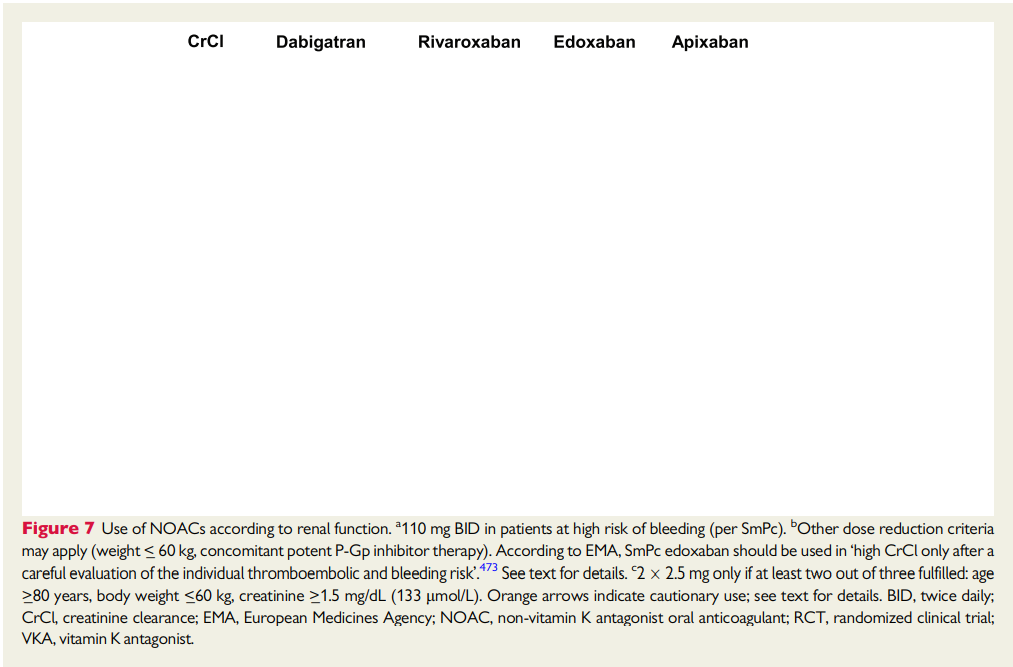 CrCl Dabigatran Rivaroxaban Edoxaban Apixaban
Figure 7 Use of NOACs according to renal function. ᵃ110 mg BID in patients at high risk of bleeding (per SmPc). ᵇOther dose reduction criteria
may apply (weight ≤ 60 kg, concomitant potent P-Gp inhibitor therapy). According to EMA, SmPc edoxaban should be used in ‘high CrCl only after a
careful evaluation of the individual thromboembolic and bleeding risk’.⁴⁷³ See text for details. ᶜ2 × 2.5 mg only if at least two out of three fulfilled: age
≥80 years, body weight ≤60 kg, creatinine ≥1.5 mg/dL (133 μmol/L). Orange arrows indicate cautionary use; see text for details. BID, twice daily;
CrCl, creatinine clearance; EMA, European Medicines Agency; NOAC, non-vitamin K antagonist oral anticoagulant; RCT, randomized clinical trial;
VKA, vitamin K antagonist.